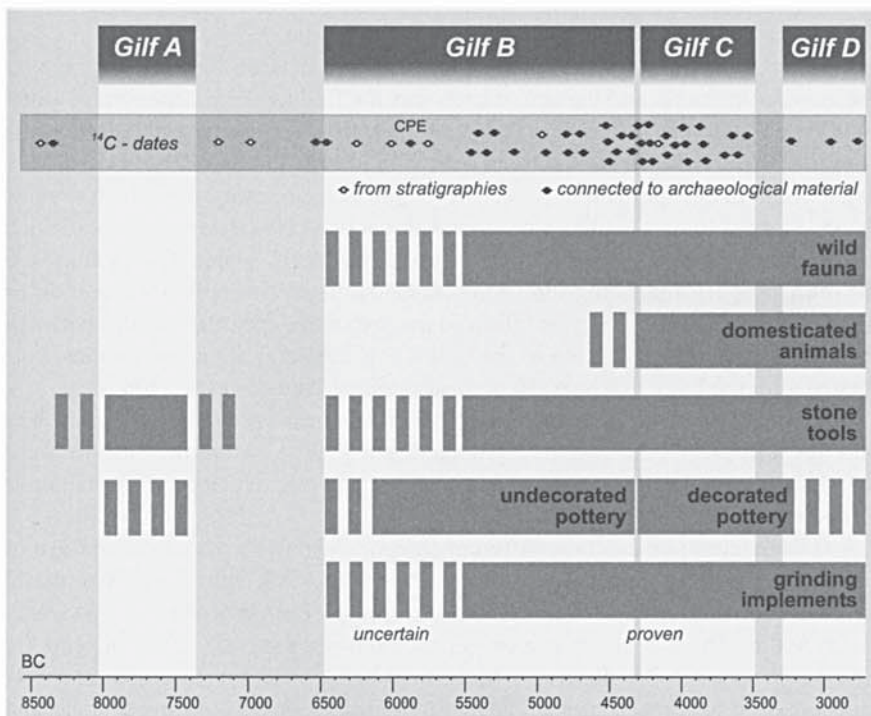 Gilf A
Gilf B
Gilf C
Gilf D
¹⁴C - dates
CPE
from stratigraphies
connected to archaeological material
wild
fauna
domesticated
animals
stone
tools
undecorated
pottery
decorated
pottery
grinding
implements
uncertain
proven
BC
8500 8000 7500 7000 6500 6000 5500 5000 4500 4000 3500 3000